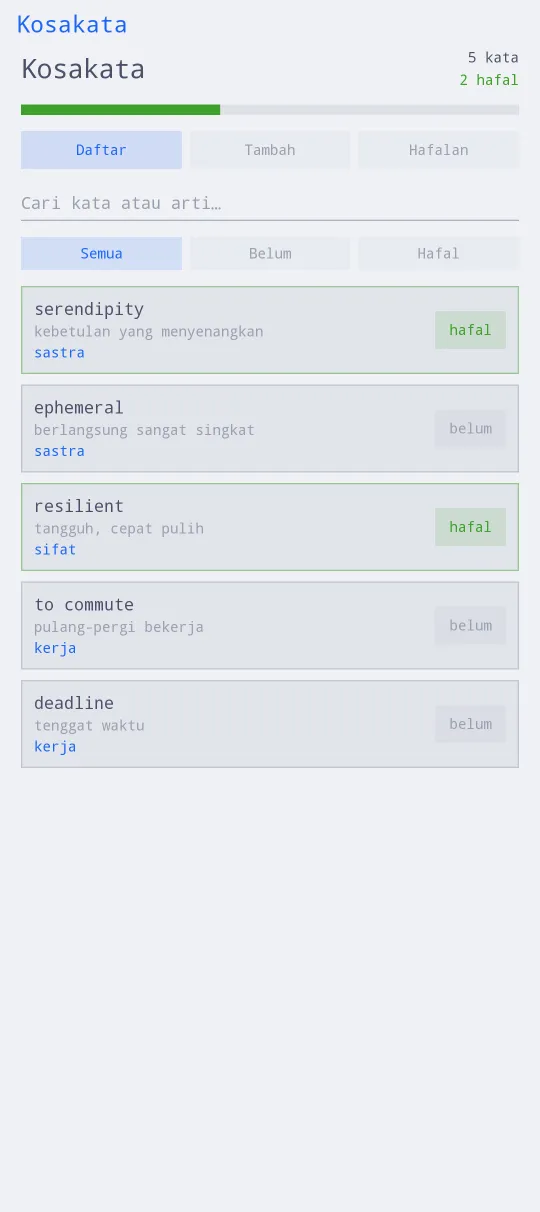 Kosakata
Kosakata
5 kata
2 hafal
Daftar
Tambah
Hafalan
Cari kata atau arti…
Semua
Belum
Hafal
serendipity
kebetulan yang menyenangkan
sastra
hafal
ephemeral
berlangsung sangat singkat
sastra
belum
resilient
tangguh, cepat pulih
sifat
hafal
to commute
pulang-pergi bekerja
kerja
belum
deadline
tenggat waktu
kerja
belum